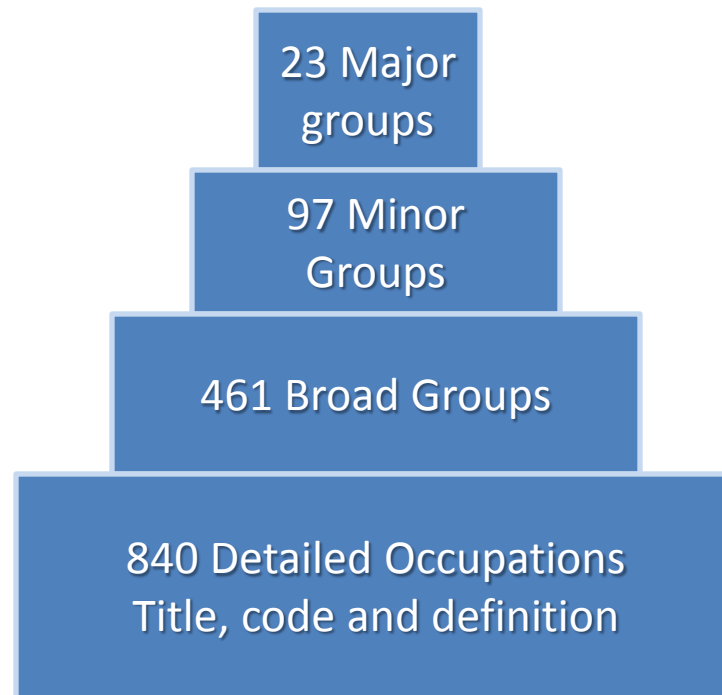 23 Major
groups
97 Minor
Groups
461 Broad Groups
840 Detailed Occupations
Title, code and definition